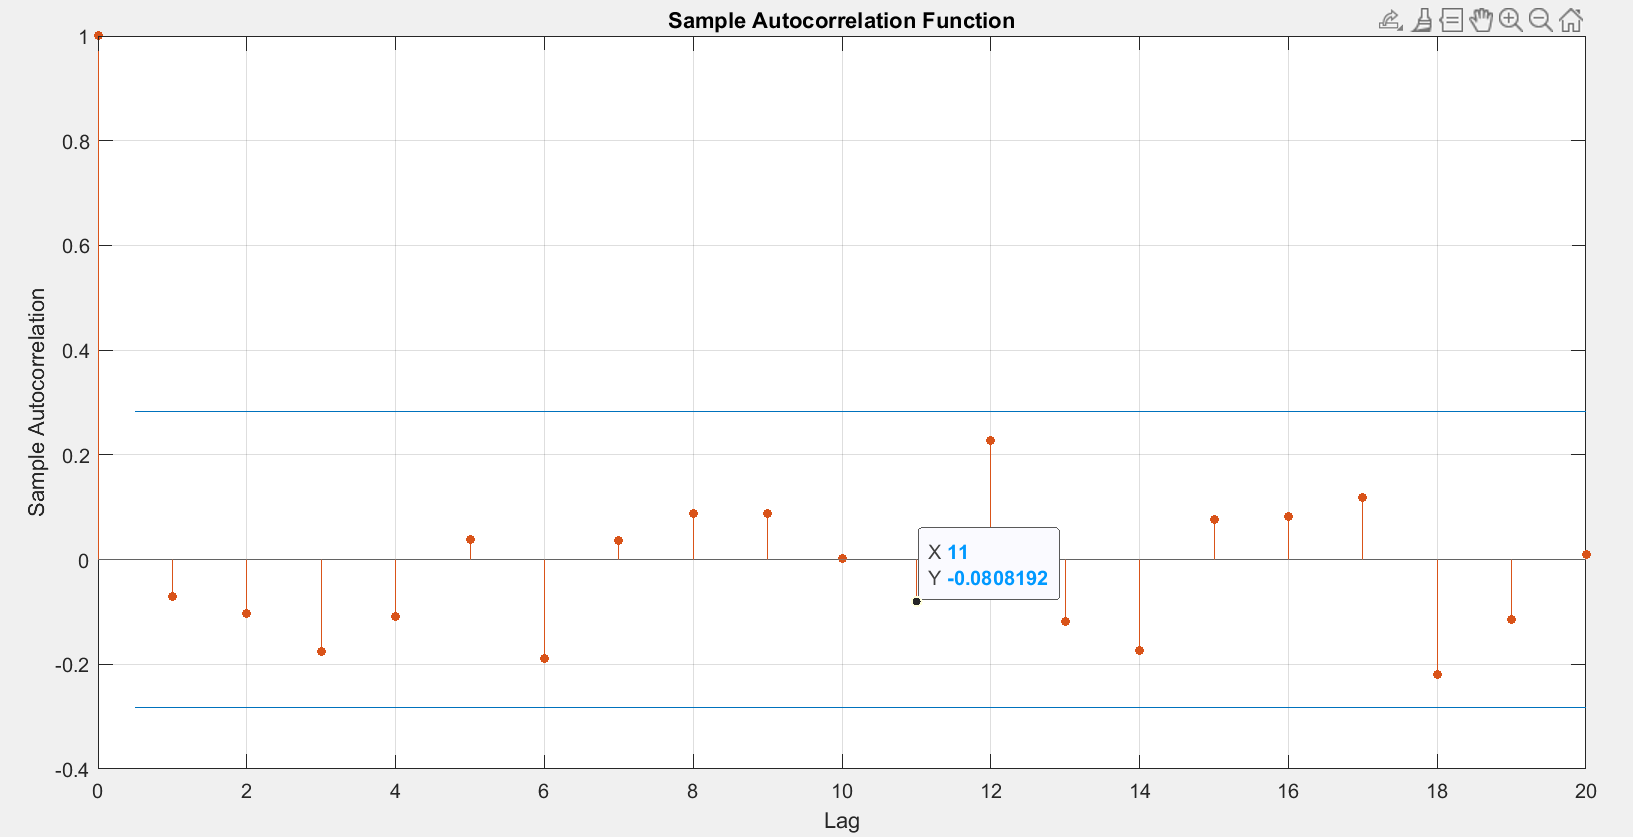 Sample Autocorrelation Function
1
0.8
0.6
0.4
0.2
0
-0.2
-0.4
Sample Autocorrelation
X 11
Y -0.0808192
0 2 4 6 8 10 12 14 16 18 20
Lag